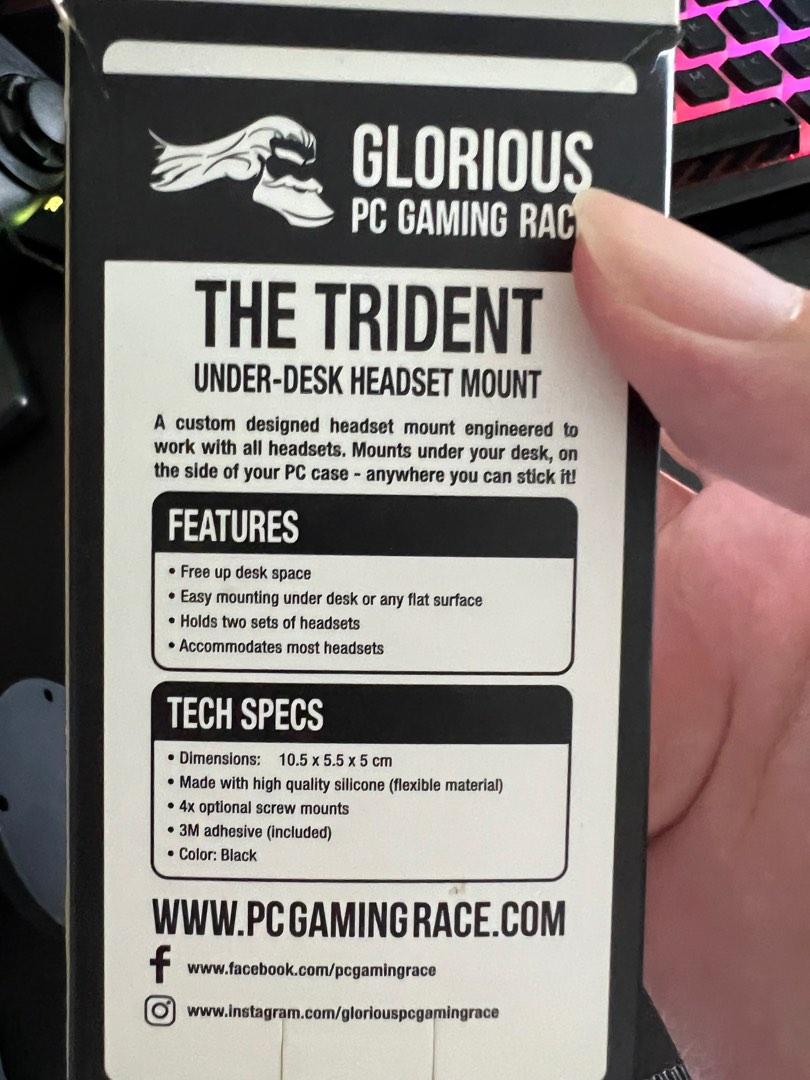 GLORIOUS
PC GAMING RAC
THE TRIDENT
UNDER-DESK HEADSET MOUNT
A custom designed headset mount engineered to
work with all headsets. Mounts under your desk, on
the side of your PC case - anywhere you can stick it!
FEATURES
• Free up desk space
• Easy mounting under desk or any flat surface
• Holds two sets of headsets
• Accommodates most headsets
TECH SPECS
• Dimensions: 10.5 x 5.5 x 5 cm
• Made with high quality silicone (flexible material)
• 4x optional screw mounts
• 3M adhesive (included)
• Color: Black
WWW.PCGAMINGRACE.COM
www.facebook.com/pcgamingrace
www.instagram.com/gloriouspcgamingrace